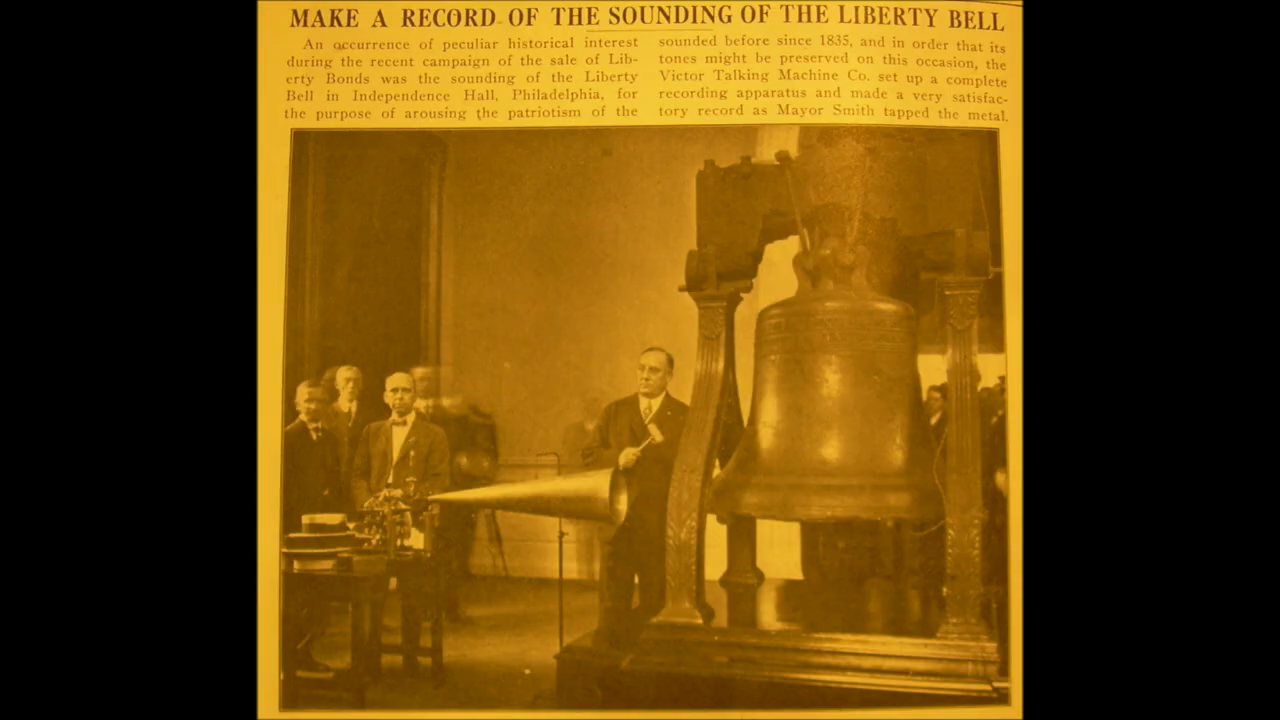 MAKE A RECORD OF THE SOUNDING OF THE LIBERTY BELL
An occurrence of peculiar historical interest
during the recent campaign of the sale of Lib-
erty Bonds was the sounding of the Liberty
Bell in Independence Hall, Philadelphia, for
the purpose of arousing the patriotism of the
sounded before since 1835, and in order that its
tones might be preserved on this occasion, the
Victor Talking Machine Co. set up a complete
recording apparatus and made a very satisfac-
tory record as Mayor Smith tapped the metal.